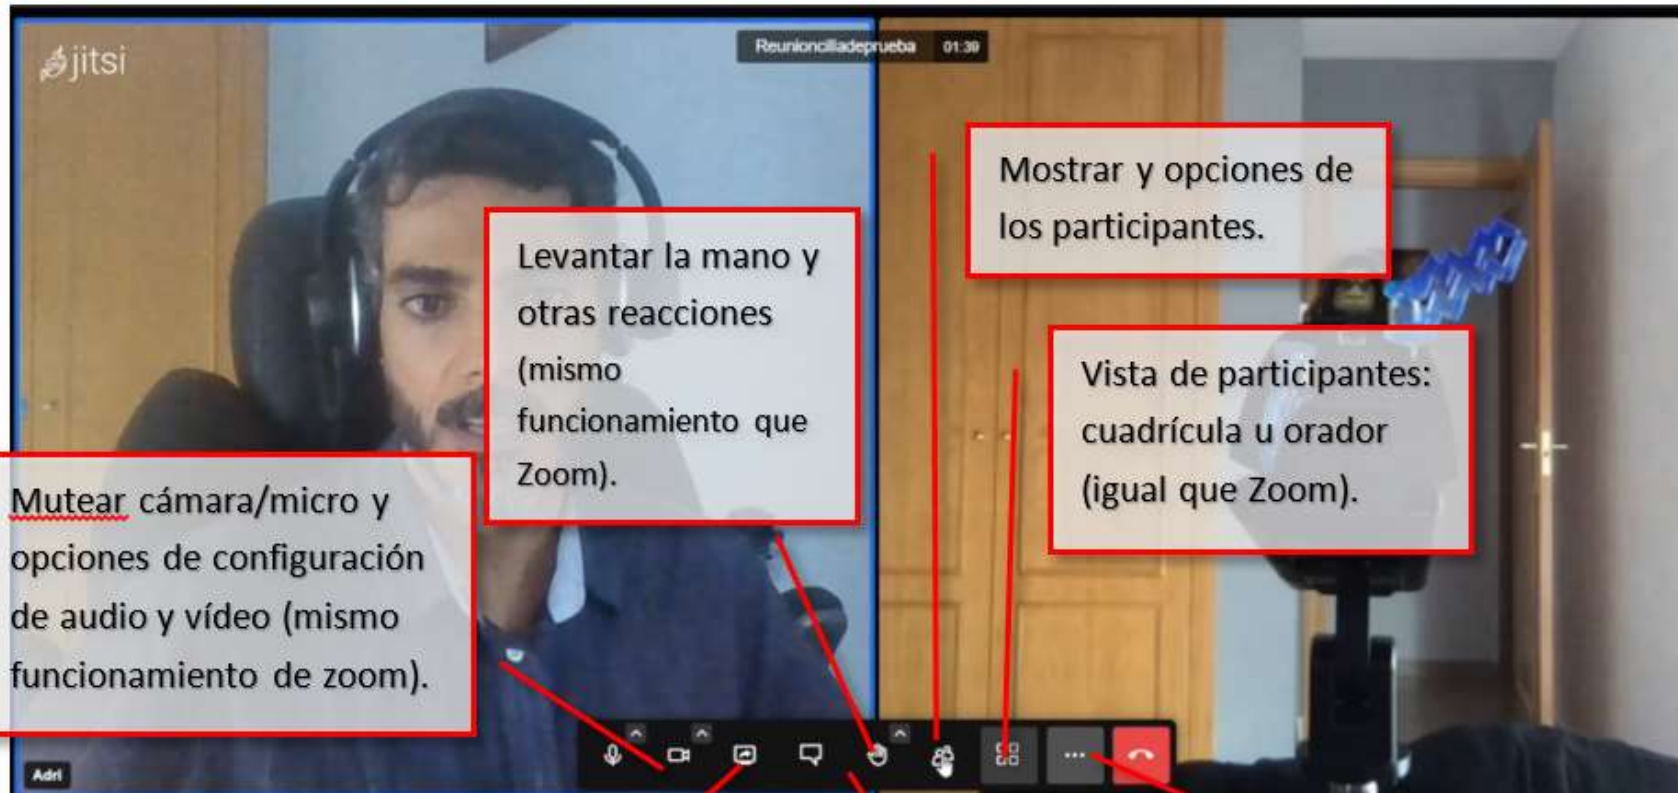 jitsi
Reunioncilladeprueba 01:39
Mostrar y opciones de
los participantes.
Levantar la mano y
otras reacciones
(mismo
funcionamiento que
Zoom).
Vista de participantes:
cuadrícula u orador
(igual que Zoom).
Mutear cámara/micro y
opciones de configuración
de audio y vídeo (mismo
funcionamiento de zoom).
Adri